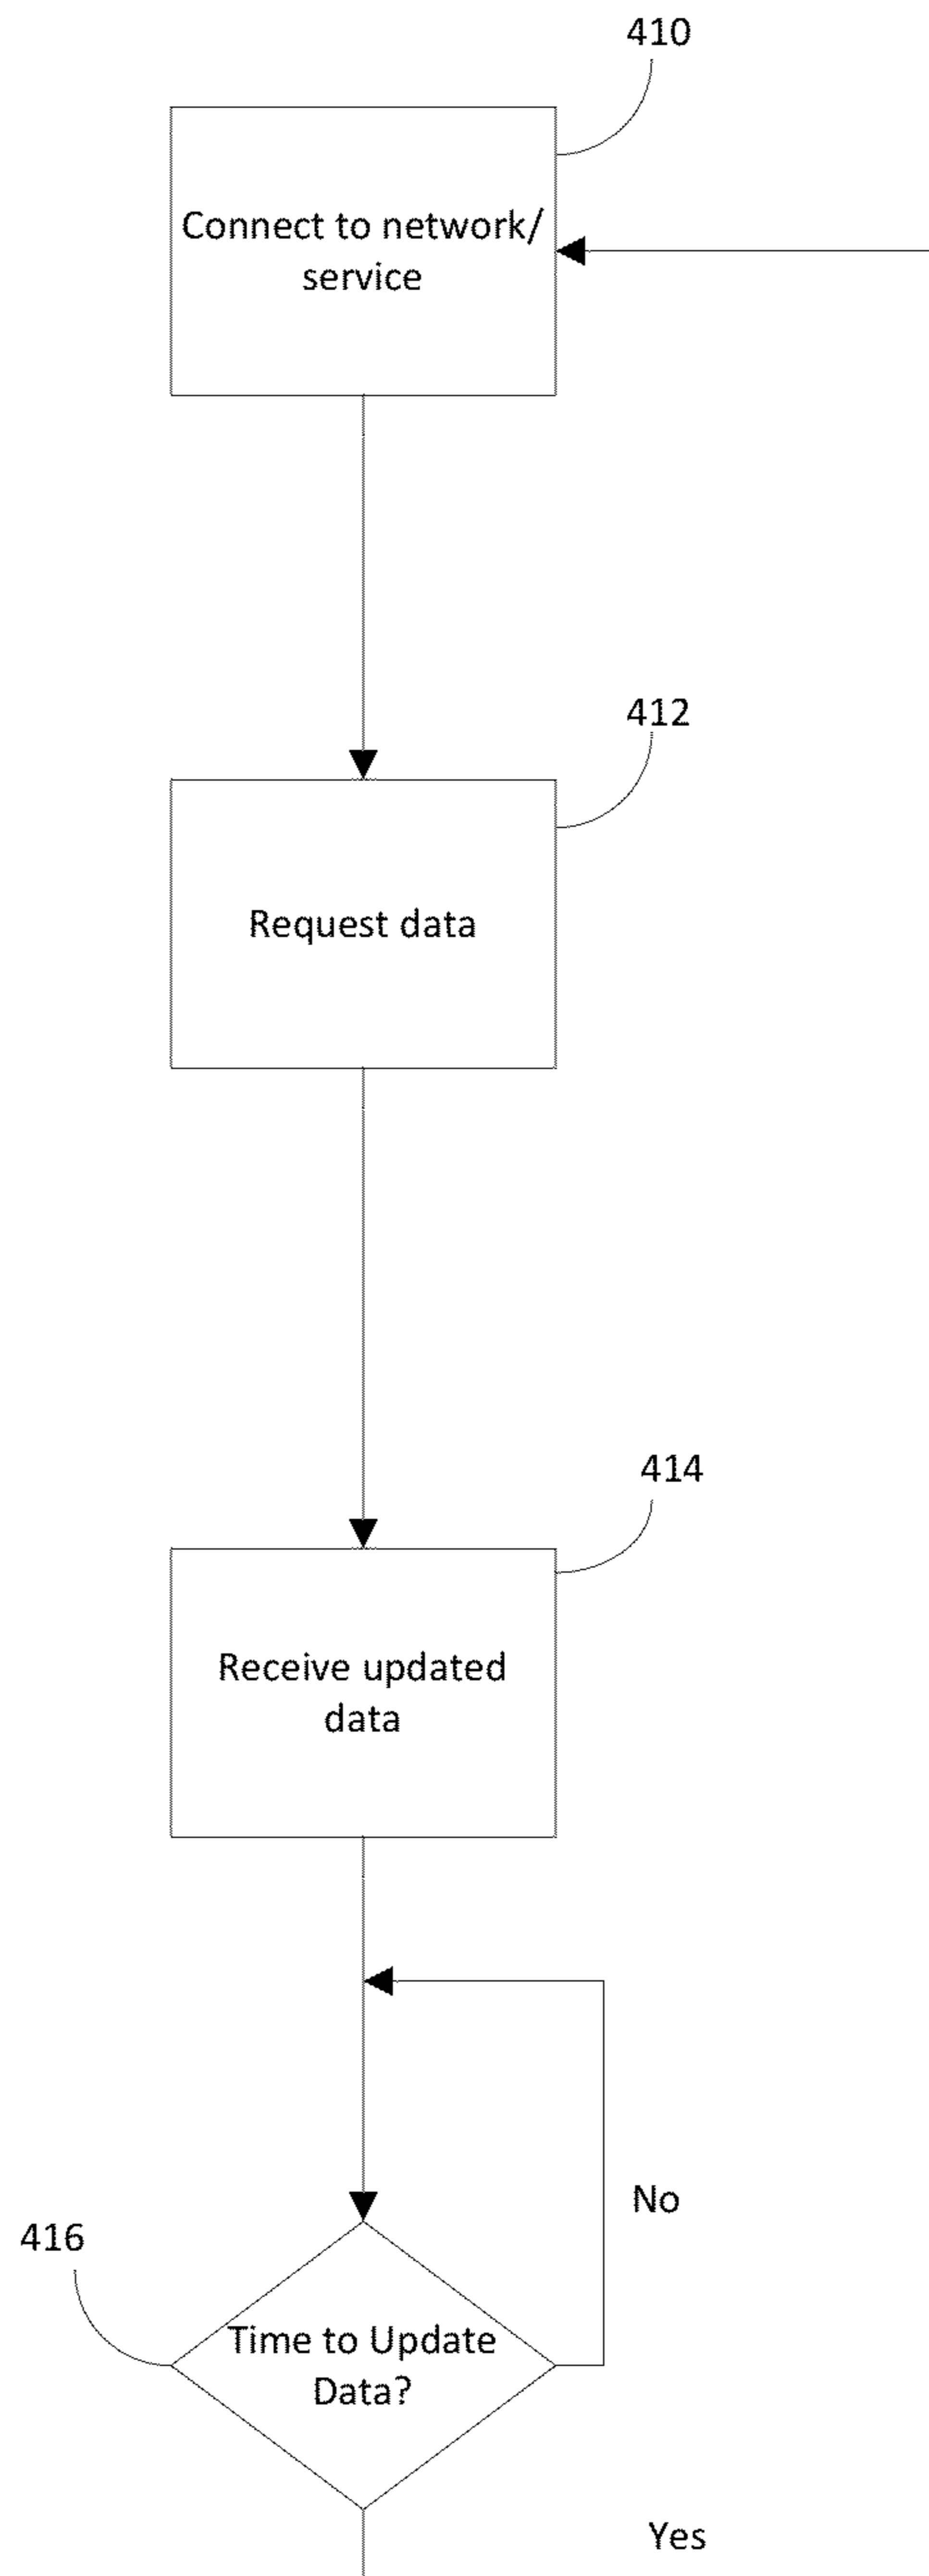 410
Connect to network/
service
412
Request data
414
Receive updated
data
No
416
Time to Update
Data?
Yes